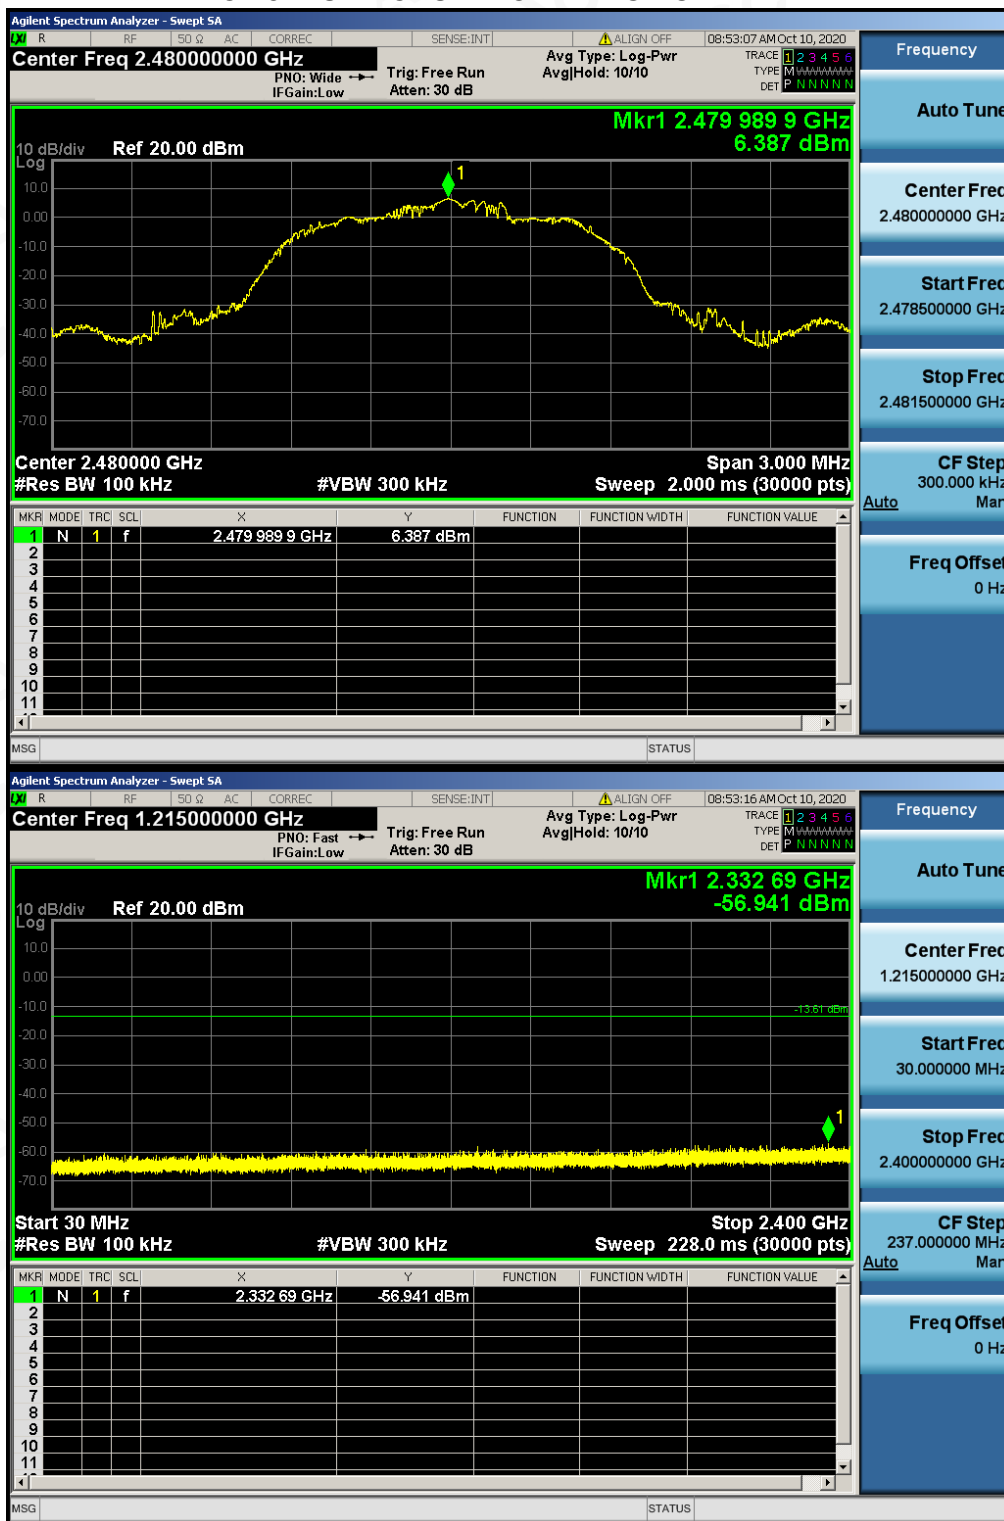 Agilent Spectrum Analyzer - Swept SA
LXI R RF 50 Ω AC CORREC SENSE:INT ALIGN OFF 08:53:07 AM Oct 10, 2020
Center Freq 2.480000000 GHz
PNO: Wide
IFGain:Low
Trig: Free Run
Atten: 30 dB
Avg Type: Log-Pwr
Avg|Hold: 10/10
TRACE 1 2 3 4 5 6
TYPE M
DET P N N N N N
Mkr1 2.479 989 9 GHz
6.387 dBm
10 dB/div Ref 20.00 dBm
Log
1
10.0
0.00
-10.0
-20.0
-30.0
-40.0
-50.0
-60.0
-70.0
Center 2.480000 GHz Span 3.000 MHz
#Res BW 100 kHz #VBW 300 kHz Sweep 2.000 ms (30000 pts)
MKR MODE TRC SCL X Y FUNCTION FUNCTION WIDTH FUNCTION VALUE
1 N 1 f 2.479 989 9 GHz 6.387 dBm
2
3
4
5
6
7
8
9
10
11
MSG STATUS
Frequency
Auto Tune
Center Freq
2.480000000 GHz
Start Freq
2.478500000 GHz
Stop Freq
2.481500000 GHz
CF Step
300.000 kHz
Auto Man
Freq Offset
0 Hz
Agilent Spectrum Analyzer - Swept SA
LXI R RF 50 Ω AC CORREC SENSE:INT ALIGN OFF 08:53:16 AM Oct 10, 2020
Center Freq 1.215000000 GHz
PNO: Fast
IFGain:Low
Trig: Free Run
Atten: 30 dB
Avg Type: Log-Pwr
Avg|Hold: 10/10
TRACE 1 2 3 4 5 6
TYPE M
DET P N N N N N
Mkr1 2.332 69 GHz
-56.941 dBm
10 dB/div Ref 20.00 dBm
Log
10.0
0.00
-10.0
-13.61 dBm
-20.0
-30.0
-40.0
-50.0
1
-60.0
-70.0
Start 30 MHz Stop 2.400 GHz
#Res BW 100 kHz #VBW 300 kHz Sweep 228.0 ms (30000 pts)
MKR MODE TRC SCL X Y FUNCTION FUNCTION WIDTH FUNCTION VALUE
1 N 1 f 2.332 69 GHz -56.941 dBm
2
3
4
5
6
7
8
9
10
11
MSG STATUS
Frequency
Auto Tune
Center Freq
1.215000000 GHz
Start Freq
30.000000 MHz
Stop Freq
2.400000000 GHz
CF Step
237.000000 MHz
Auto Man
Freq Offset
0 Hz